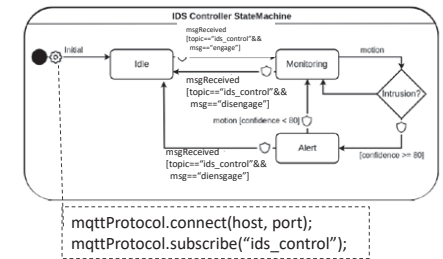 IDS Controller StateMachine
Initial
msgReceived
[topic=="ids_control"&&
msg=="engage"]
Idle
Monitoring
motion
msgReceived
[topic=="ids_control"&&
msg=="disengage"]
Intrusion?
motion [confidence < 80]
msgReceived
[topic=="ids_control"&&
msg=="diensgage"]
Alert
[confidence >= 80]
mqttProtocol.connect(host, port);
mqttProtocol.subscribe("ids_control");